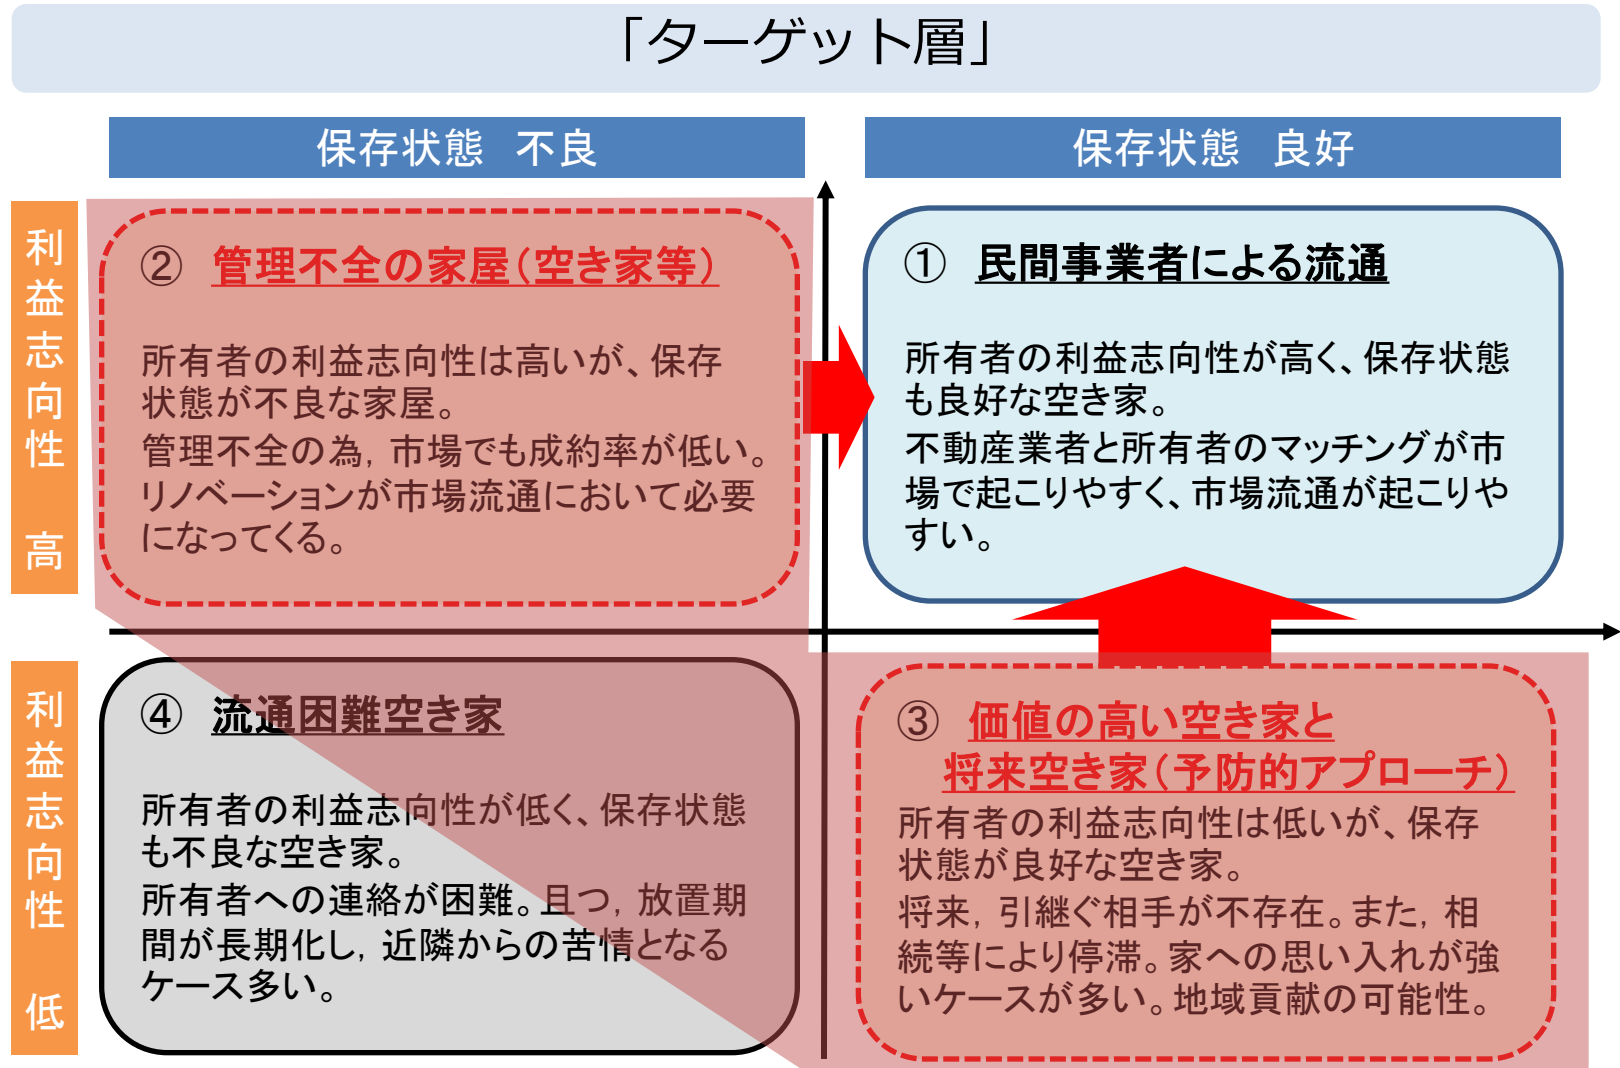 「ターゲット層」
保存状態　不良
保存状態　良好
利益志向性　高
②　管理不全の家屋（空き家等）
所有者の利益志向性は高いが、保存
状態が不良な家屋。
管理不全の為，市場でも成約率が低い。
リノベーションが市場流通において必要
になってくる。
①　民間事業者による流通
所有者の利益志向性が高く、保存状態
も良好な空き家。
不動産業者と所有者のマッチングが市
場で起こりやすく、市場流通が起こりや
すい。
利益志向性　低
④　流通困難空き家
所有者の利益志向性が低く、保存状態
も不良な空き家。
所有者への連絡が困難。且つ，放置期
間が長期化し，近隣からの苦情となる
ケース多い。
③　価値の高い空き家と
将来空き家（予防的アプローチ）
所有者の利益志向性は低いが、保存
状態が良好な空き家。
将来，引継ぐ相手が不存在。また，相
続等により停滞。家への思い入れが強
いケースが多い。地域貢献の可能性。